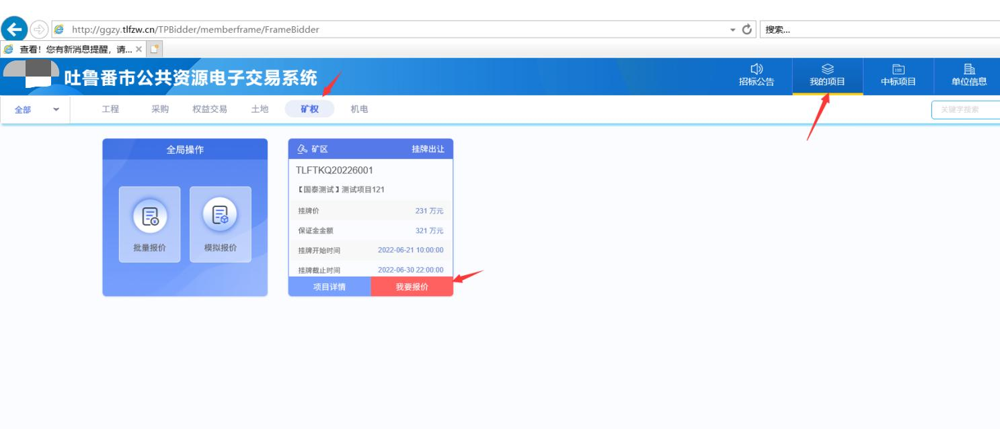 http://ggzy.tlfzw.cn/TPBidder/memberframe/FrameBidder
搜索...
查看！您有新消息提醒，请...
吐鲁番市公共资源电子交易系统
招标公告
我的项目
中标项目
单位信息
全部
工程
采购
权益交易
土地
矿权
机电
关键字搜索
全局操作
批量报价
模拟报价
矿区
挂牌出让
TLFTKQ20226001
【国泰测试】测试项目121
挂牌价 231 万元
保证金金额 321 万元
挂牌开始时间 2022-06-21 10:00:00
挂牌截止时间 2022-06-30 22:00:00
项目详情
我要报价